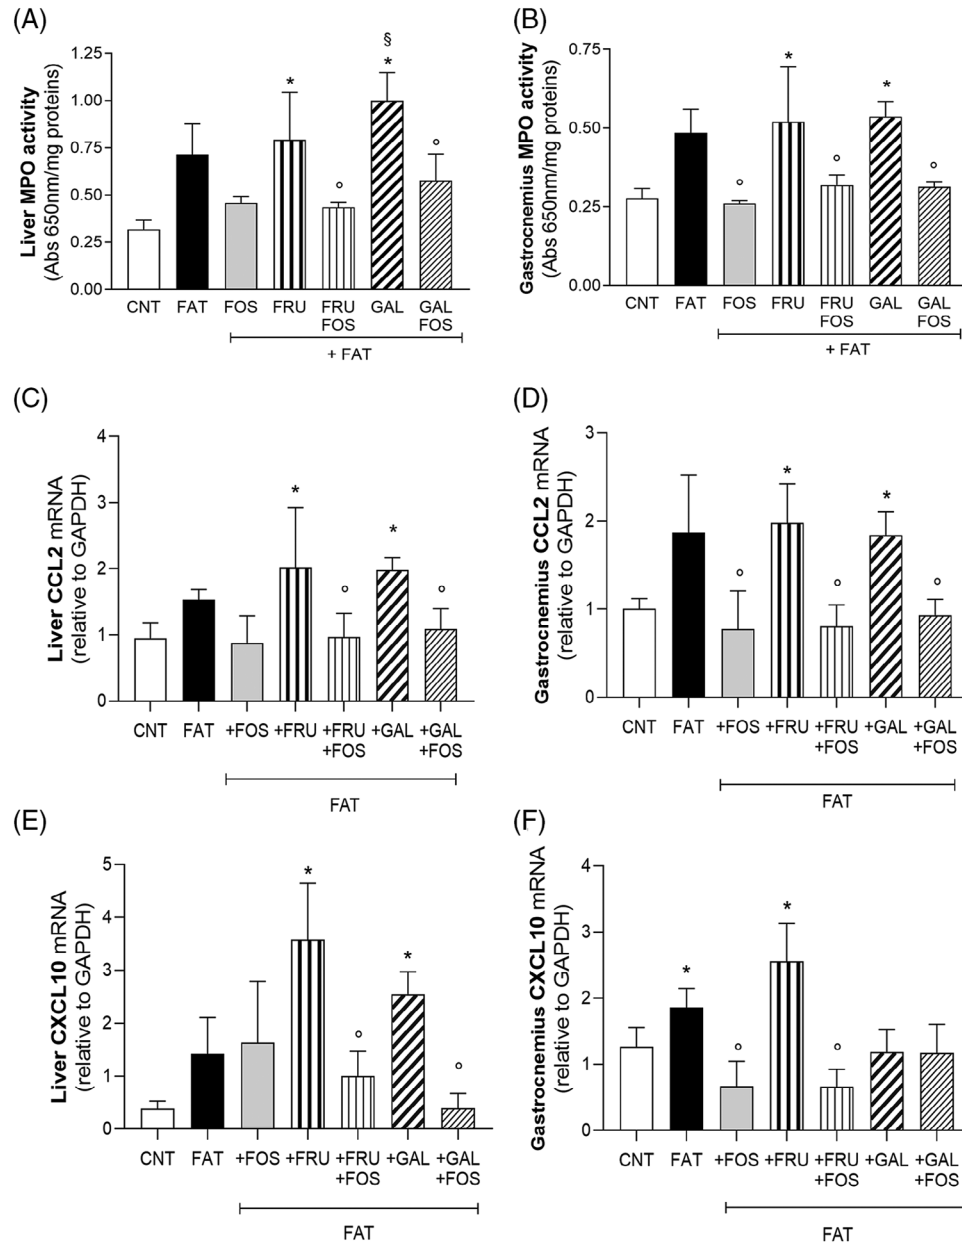 (A)
Liver MPO activity
(Abs 650nm/mg proteins)
1.25
1.00
0.75
0.50
0.25
0.00
*
°
§
*
°
CNT FAT FOS FRU FRU GAL GAL
FOS FOS
+ FAT
(B)
Gastrocnemius MPO activity
(Abs 650nm/mg proteins)
0.75
0.50
0.25
0.00
°
*
°
*
°
CNT FAT FOS FRU FRU GAL GAL
FOS FOS
+ FAT
(C)
Liver CCL2 mRNA
(relative to GAPDH)
4
3
2
1
0
*
°
*
°
CNT FAT +FOS +FRU +FRU +GAL +GAL
+FOS +FOS
FAT
(D)
Gastrocnemius CCL2 mRNA
(relative to GAPDH)
3
2
1
0
°
*
°
*
°
CNT FAT +FOS +FRU +FRU +GAL +GAL
+FOS +FOS
FAT
(E)
Liver CXCL10 mRNA
(relative to GAPDH)
5
4
3
2
1
0
*
°
*
°
CNT FAT +FOS +FRU +FRU +GAL +GAL
+FOS +FOS
FAT
(F)
Gastrocnemius CXCL10 mRNA
(relative to GAPDH)
4
3
2
1
0
*
°
*
°
CNT FAT +FOS +FRU +FRU +GAL +GAL
+FOS +FOS
FAT